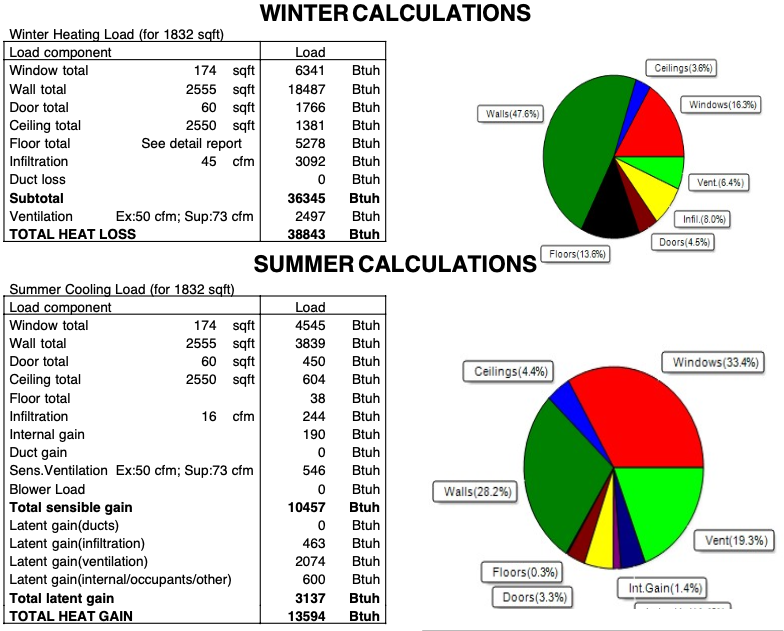 WINTER CALCULATIONS
Winter Heating Load (for 1832 sqft)
Load component Load
Window total 174 sqft 6341 Btuh
Wall total 2555 sqft 18487 Btuh
Door total 60 sqft 1766 Btuh
Ceiling total 2550 sqft 1381 Btuh
Floor total See detail report 5278 Btuh
Infiltration 45 cfm 3092 Btuh
Duct loss 0 Btuh
Subtotal 36345 Btuh
Ventilation Ex:50 cfm; Sup:73 cfm 2497 Btuh
TOTAL HEAT LOSS 38843 Btuh
Ceilings(3.6%)
Windows(16.3%)
Walls(47.6%)
Vent.(6.4%)
Infil.(8.0%)
Doors(4.5%)
Floors(13.6%)
SUMMER CALCULATIONS
Summer Cooling Load (for 1832 sqft)
Load component Load
Window total 174 sqft 4545 Btuh
Wall total 2555 sqft 3839 Btuh
Door total 60 sqft 450 Btuh
Ceiling total 2550 sqft 604 Btuh
Floor total 38 Btuh
Infiltration 16 cfm 244 Btuh
Internal gain 190 Btuh
Duct gain 0 Btuh
Sens.Ventilation Ex:50 cfm; Sup:73 cfm 546 Btuh
Blower Load 0 Btuh
Total sensible gain 10457 Btuh
Latent gain(ducts) 0 Btuh
Latent gain(infiltration) 463 Btuh
Latent gain(ventilation) 2074 Btuh
Latent gain(internal/occupants/other) 600 Btuh
Total latent gain 3137 Btuh
TOTAL HEAT GAIN 13594 Btuh
Windows(33.4%)
Ceilings(4.4%)
Walls(28.2%)
Vent(19.3%)
Floors(0.3%)
Int.Gain(1.4%)
Doors(3.3%)